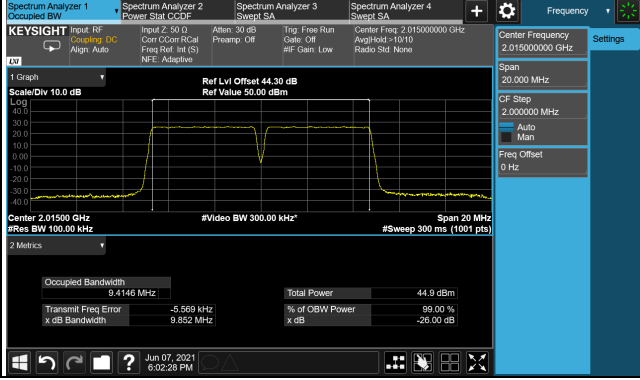 Spectrum Analyzer 1
Occupied BW
Spectrum Analyzer 2
Power Stat CCDF
Spectrum Analyzer 3
Swept SA
Spectrum Analyzer 4
Swept SA
Frequency
KEYSIGHT
LXI
Input: RF
Coupling: DC
Align: Auto
Input Z: 50 Ω
Corr CCorr RCal
Freq Ref: Int (S)
NFE: Adaptive
Atten: 30 dB
Preamp: Off
Trig: Free Run
Gate: Off
#IF Gain: Low
Center Freq: 2.015000000 GHz
Avg|Hold:>10/10
Radio Std: None
Center Frequency
2.015000000 GHz
Settings
Span
20.000 MHz
CF Step
2.000000 MHz
Auto
Man
Freq Offset
0 Hz
1 Graph
Scale/Div 10.0 dB
Ref Lvl Offset 44.30 dB
Ref Value 50.00 dBm
Log
40.0
30.0
20.0
10.0
0.00
-10.0
-20.0
-30.0
-40.0
Center 2.01500 GHz
#Res BW 100.00 kHz
#Video BW 300.00 kHz*
Span 20 MHz
#Sweep 300 ms (1001 pts)
2 Metrics
Occupied Bandwidth
9.4146 MHz
Total Power 44.9 dBm
Transmit Freq Error -5.569 kHz
x dB Bandwidth 9.852 MHz
% of OBW Power 99.00 %
x dB -26.00 dB
Jun 07, 2021
6:02:28 PM